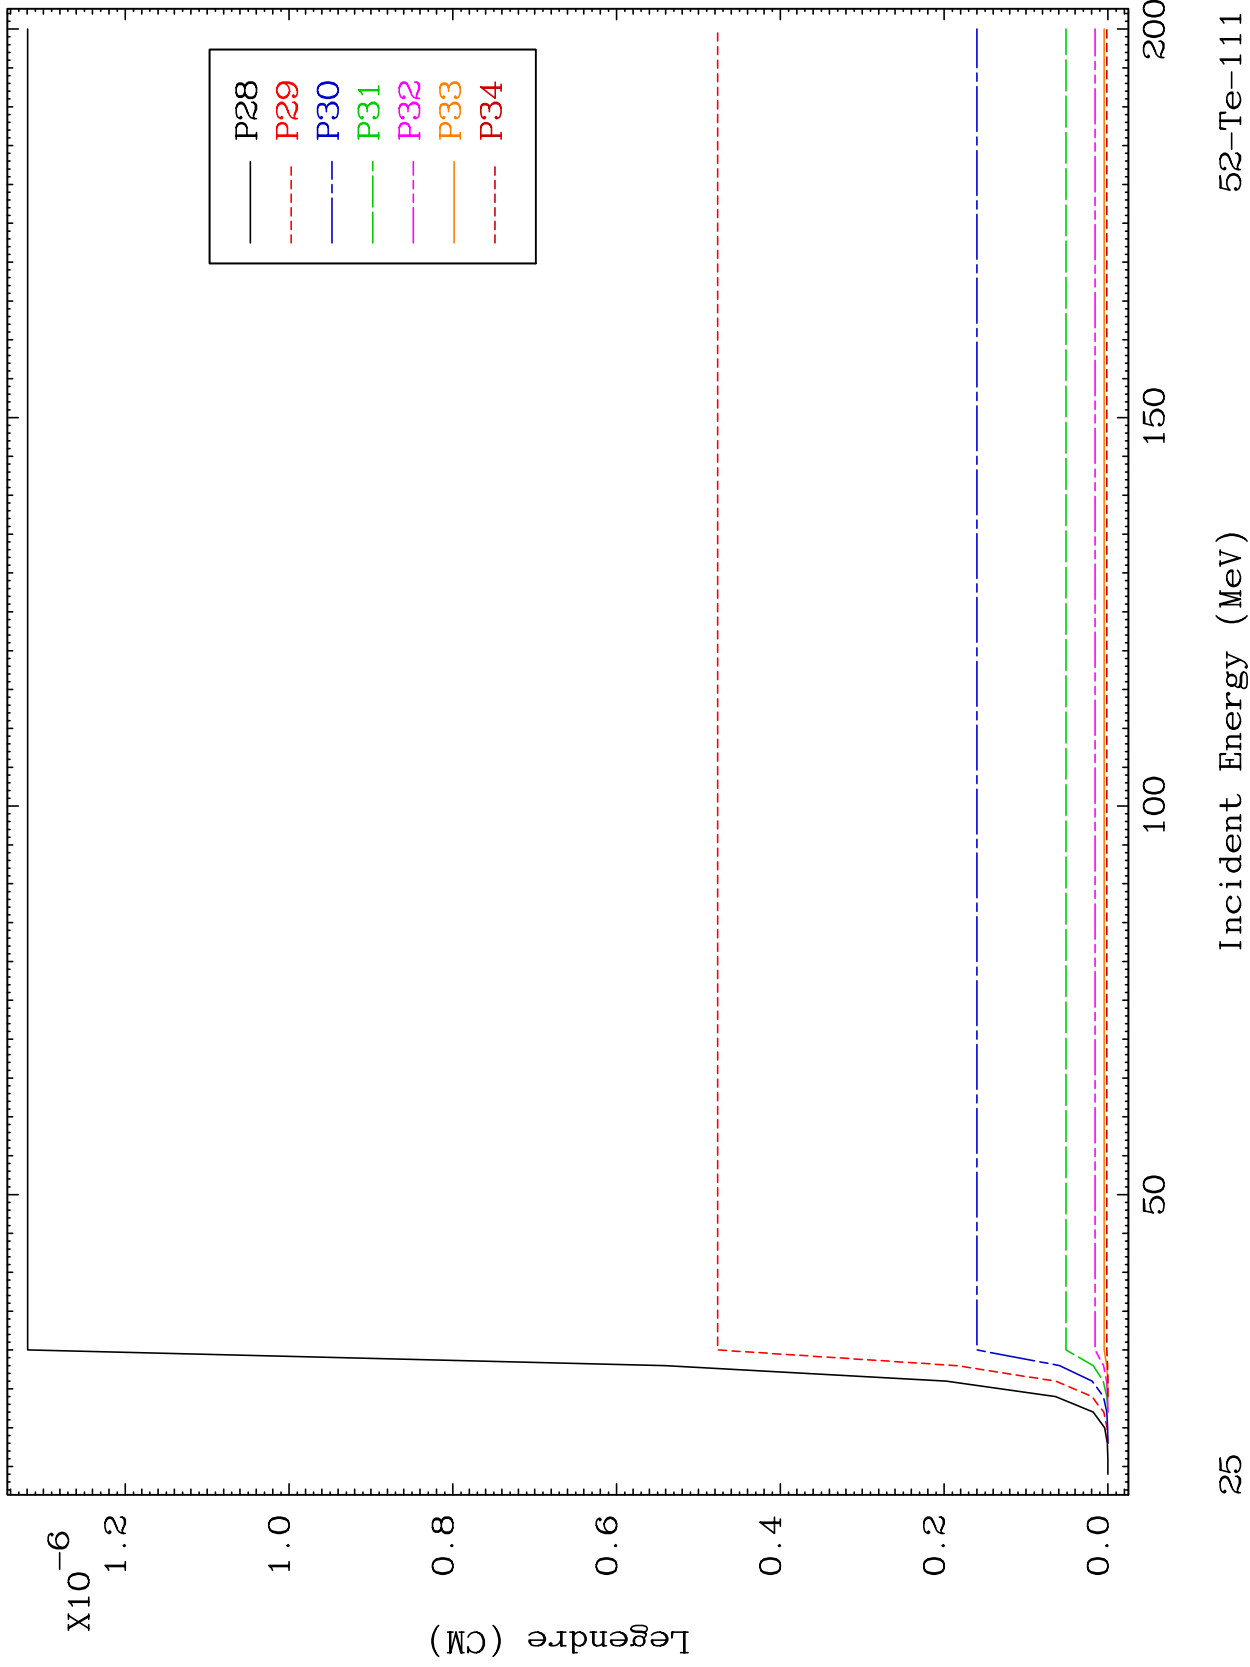 X10-6
1.2
1.0
0.8
0.6
0.4
0.2
0.0
Legendre (CM)
P28
P29
P30
P31
P32
P33
P34
50
100
150
200
25
Incident Energy (MeV)
52-Te-111